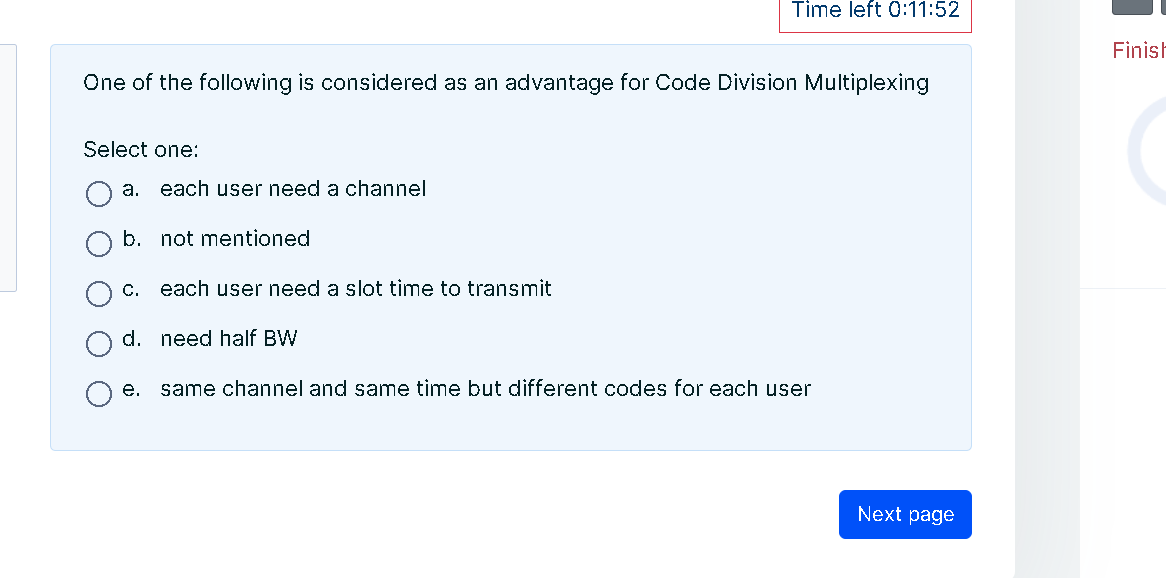 Time left 0:11:52
Finish
One of the following is considered as an advantage for Code Division Multiplexing
Select one:
a. each user need a channel
b. not mentioned
c. each user need a slot time to transmit
d. need half BW
e. same channel and same time but different codes for each user
Next page